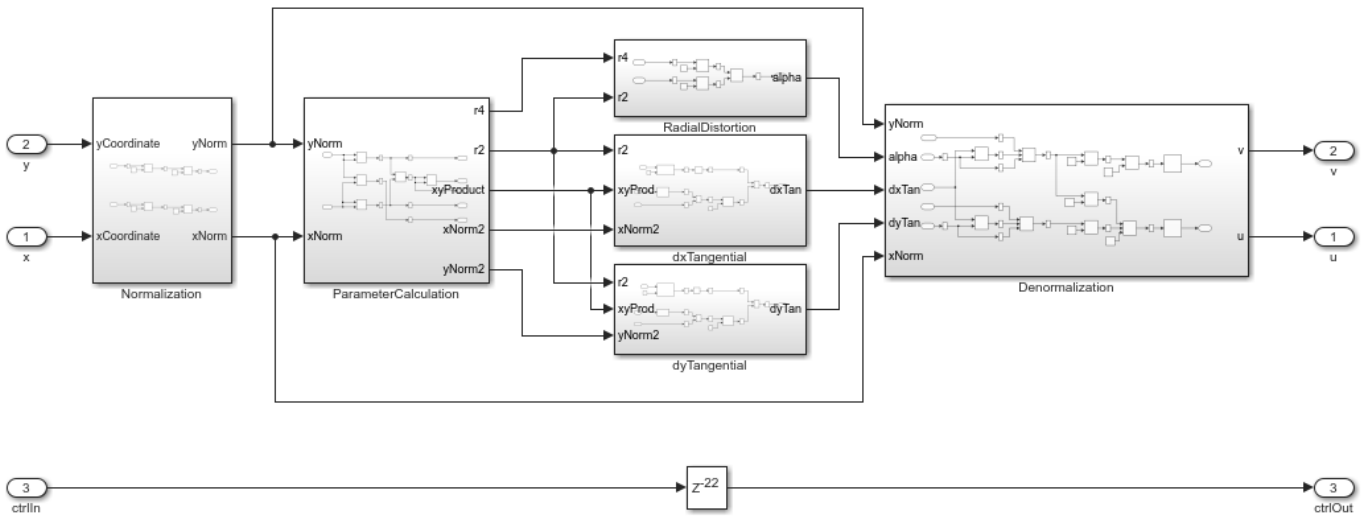 2
y
1
x
3
ctrlIn
yCoordinate
yNorm
xCoordinate
xNorm
Normalization
yNorm
xNorm
r4
r2
xyProduct
xNorm2
yNorm2
ParameterCalculation
r4
r2
alpha
RadialDistortion
r2
xyProd.
xNorm2
dxTan
dxTangential
r2
xyProd.
yNorm2
dyTan
dyTangential
yNorm
alpha
dxTan
dyTan
xNorm
v
u
Denormalization
2
v
1
u
Z-22
3
ctrlOut